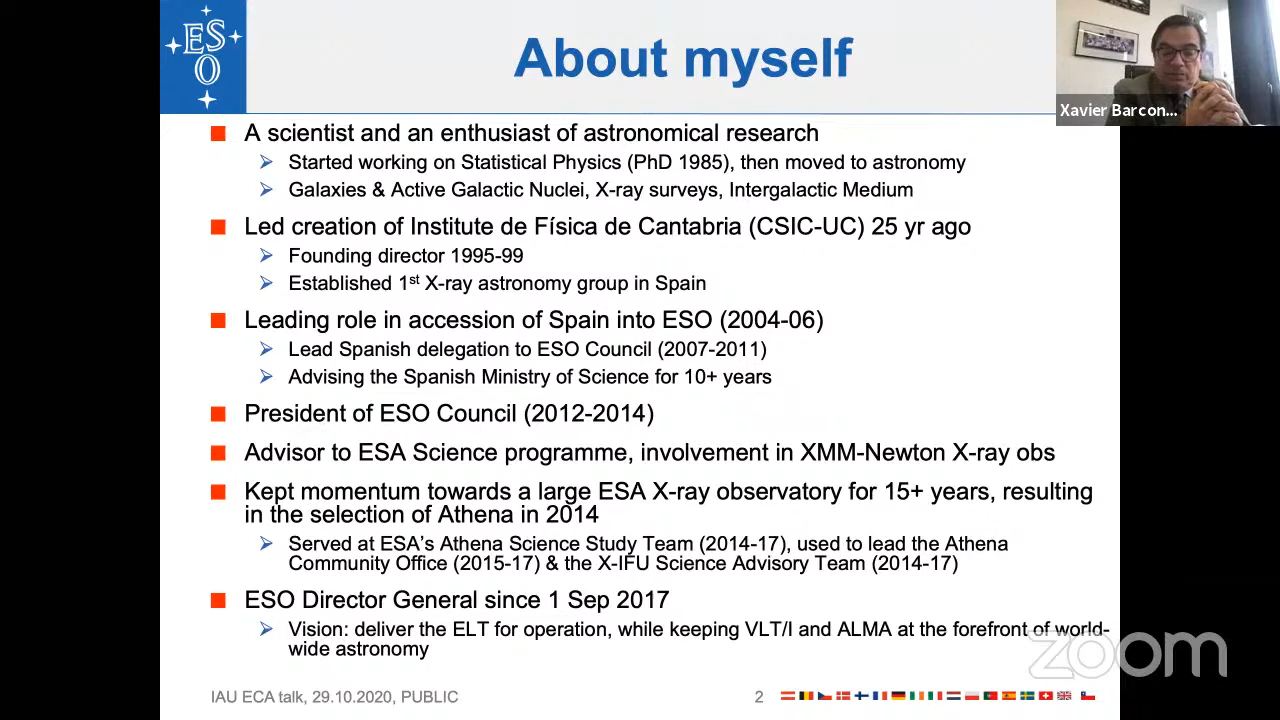 ESO
About myself
Xavier Barcon...
A scientist and an enthusiast of astronomical research
Started working on Statistical Physics (PhD 1985), then moved to astronomy
Galaxies & Active Galactic Nuclei, X-ray surveys, Intergalactic Medium
Led creation of Institute de Física de Cantabria (CSIC-UC) 25 yr ago
Founding director 1995-99
Established 1st X-ray astronomy group in Spain
Leading role in accession of Spain into ESO (2004-06)
Lead Spanish delegation to ESO Council (2007-2011)
Advising the Spanish Ministry of Science for 10+ years
President of ESO Council (2012-2014)
Advisor to ESA Science programme, involvement in XMM-Newton X-ray obs
Kept momentum towards a large ESA X-ray observatory for 15+ years, resulting
in the selection of Athena in 2014
Served at ESA's Athena Science Study Team (2014-17), used to lead the Athena
Community Office (2015-17) & the X-IFU Science Advisory Team (2014-17)
ESO Director General since 1 Sep 2017
Vision: deliver the ELT for operation, while keeping VLT/I and ALMA at the forefront of world-
wide astronomy
zoom
IAU ECA talk, 29.10.2020, PUBLIC
2